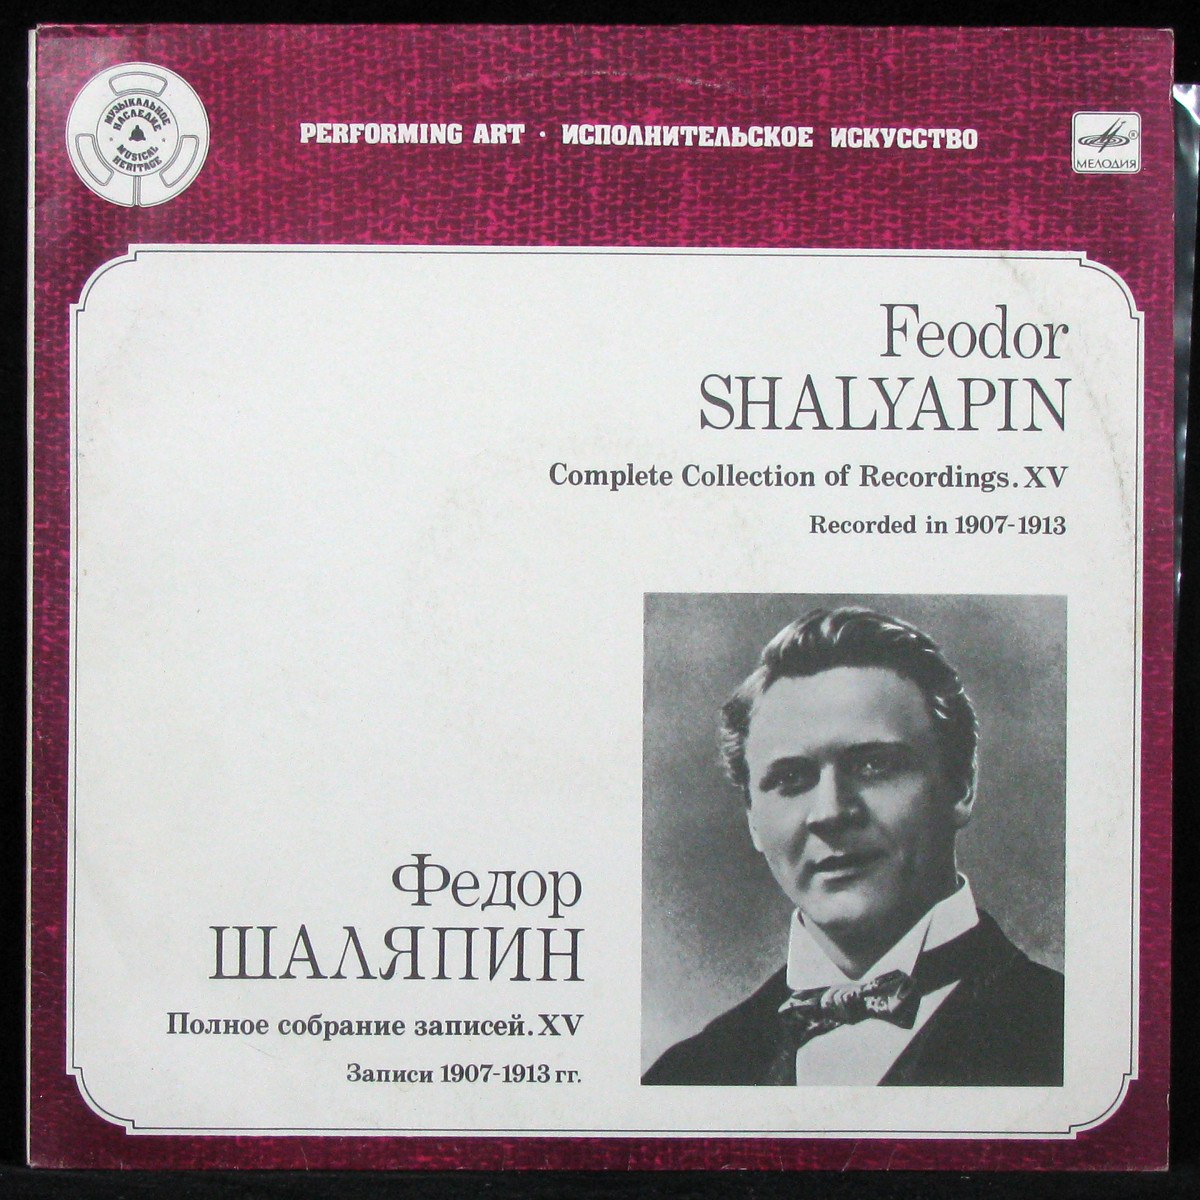 МУЗЫКАЛЬНОЕ
НАСЛЕДИЕ
MUSICAL
HERITAGE
PERFORMING ART · ИСПОЛНИТЕЛЬСКОЕ ИСКУССТВО
®
МЕЛОДИЯ
Feodor
SHALYAPIN
Complete Collection of Recordings. XV
Recorded in 1907-1913
Федор
ШАЛЯПИН
Полное собрание записей. XV
Записи 1907-1913 гг.